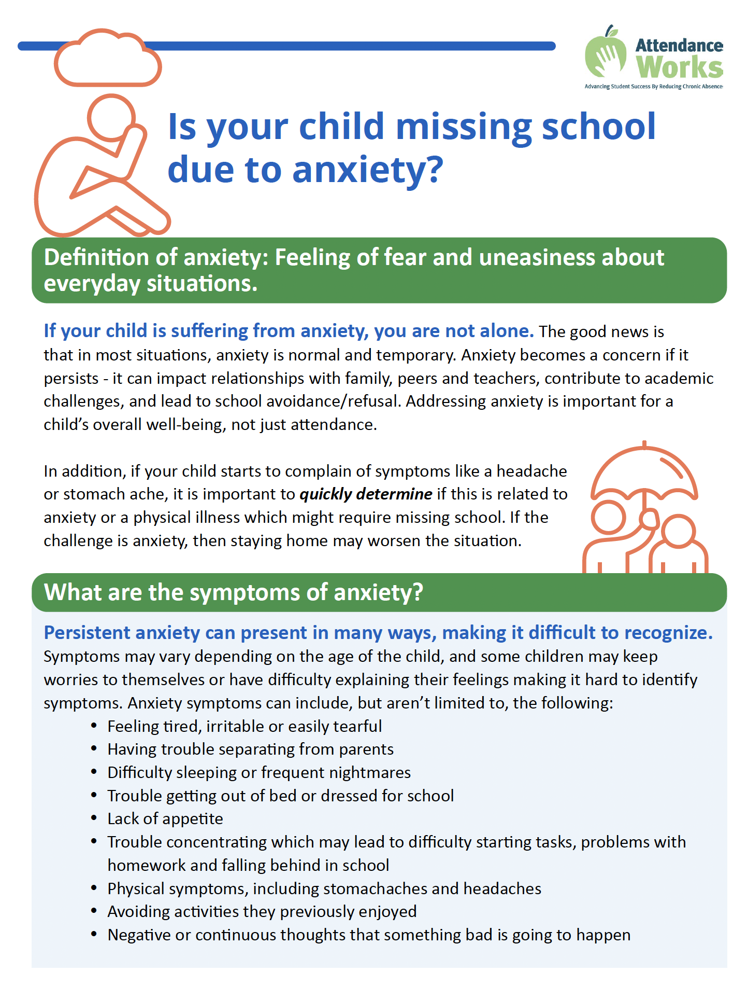 Attendance
Works
Advancing Student Success By Reducing Chronic Absence
Is your child missing school
due to anxiety?
Definition of anxiety: Feeling of fear and uneasiness about
everyday situations.
If your child is suffering from anxiety, you are not alone. The good news is
that in most situations, anxiety is normal and temporary. Anxiety becomes a concern if it
persists - it can impact relationships with family, peers and teachers, contribute to academic
challenges, and lead to school avoidance/refusal. Addressing anxiety is important for a
child’s overall well-being, not just attendance.
In addition, if your child starts to complain of symptoms like a headache
or stomach ache, it is important to quickly determine if this is related to
anxiety or a physical illness which might require missing school. If the
challenge is anxiety, then staying home may worsen the situation.
What are the symptoms of anxiety?
Persistent anxiety can present in many ways, making it difficult to recognize.
Symptoms may vary depending on the age of the child, and some children may keep
worries to themselves or have difficulty explaining their feelings making it hard to identify
symptoms. Anxiety symptoms can include, but aren’t limited to, the following:
• Feeling tired, irritable or easily tearful
• Having trouble separating from parents
• Difficulty sleeping or frequent nightmares
• Trouble getting out of bed or dressed for school
• Lack of appetite
• Trouble concentrating which may lead to difficulty starting tasks, problems with
homework and falling behind in school
• Physical symptoms, including stomachaches and headaches
• Avoiding activities they previously enjoyed
• Negative or continuous thoughts that something bad is going to happen